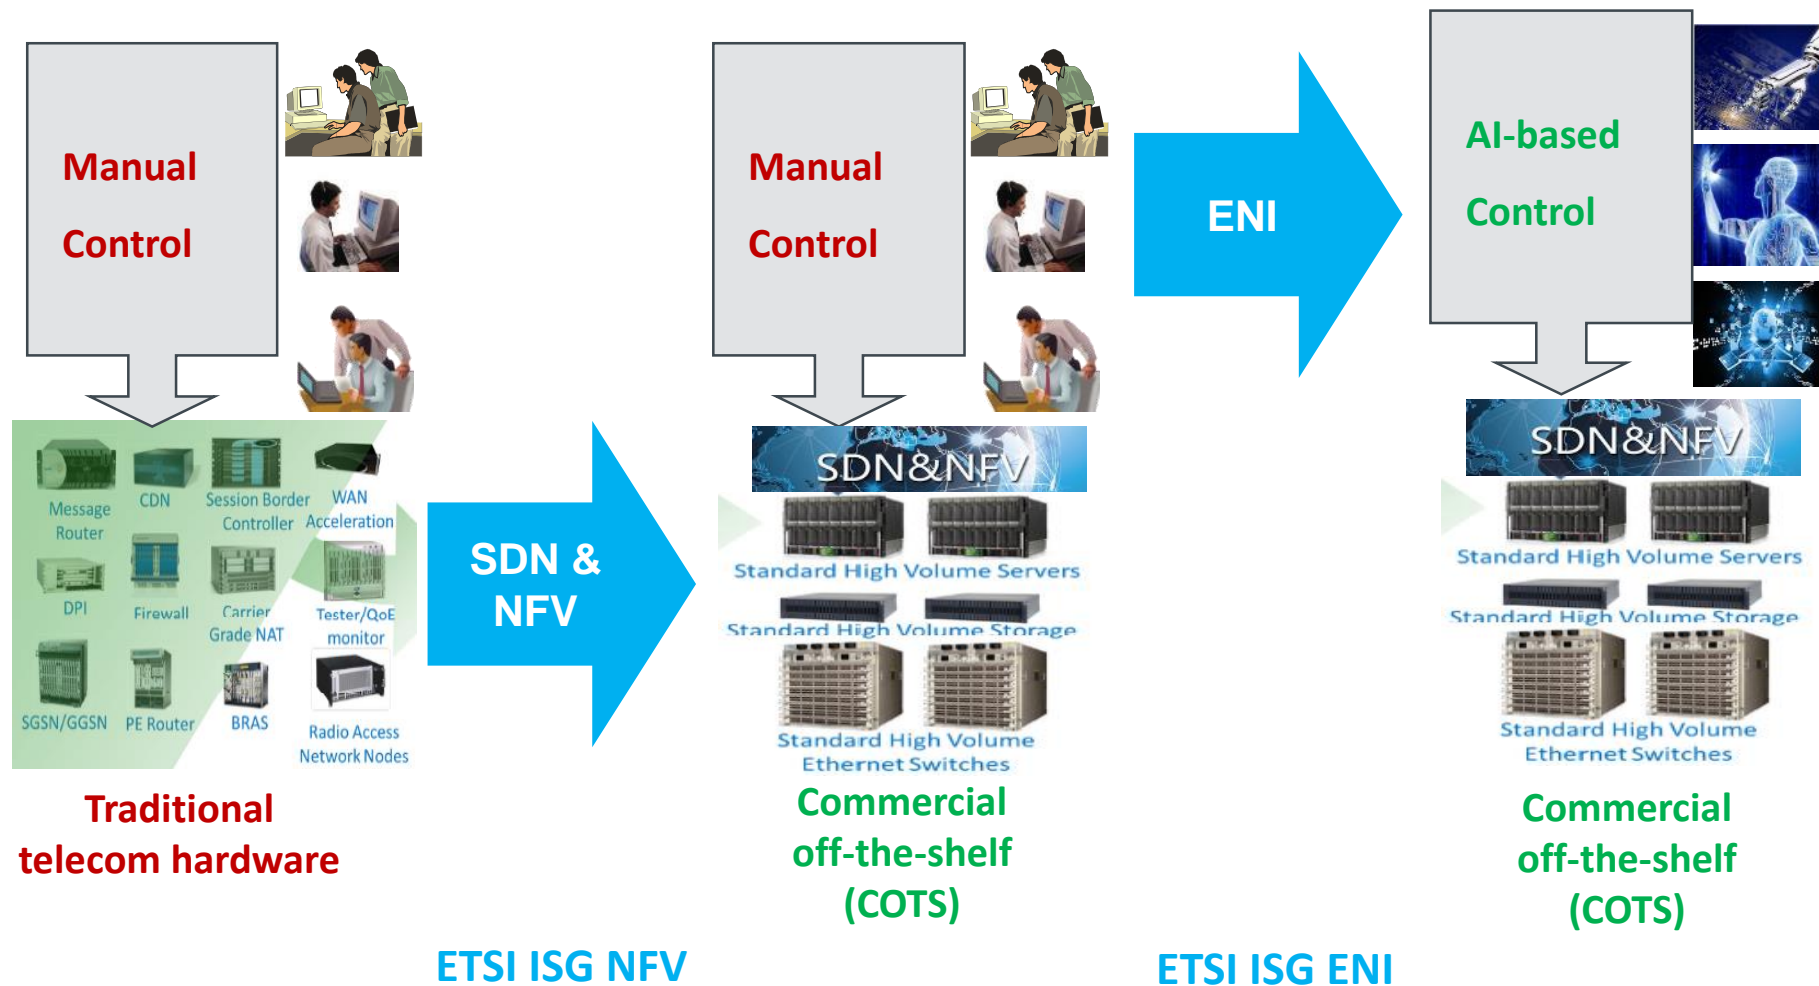 Manual
Control
Message
Router
CDN
Session Border
Controller
WAN
Acceleration
DPI
Firewall
Carrier
Grade NAT
Tester/QoE
monitor
SGSN/GGSN
PE Router
BRAS
Radio Access
Network Nodes
Traditional
telecom hardware
SDN &
NFV
ETSI ISG NFV
Manual
Control
SDN&NFV
Standard High Volume Servers
Standard High Volume Storage
Standard High Volume
Ethernet Switches
Commercial
off-the-shelf
(COTS)
ENI
ETSI ISG ENI
AI-based
Control
SDN&NFV
Standard High Volume Servers
Standard High Volume Storage
Standard High Volume
Ethernet Switches
Commercial
off-the-shelf
(COTS)